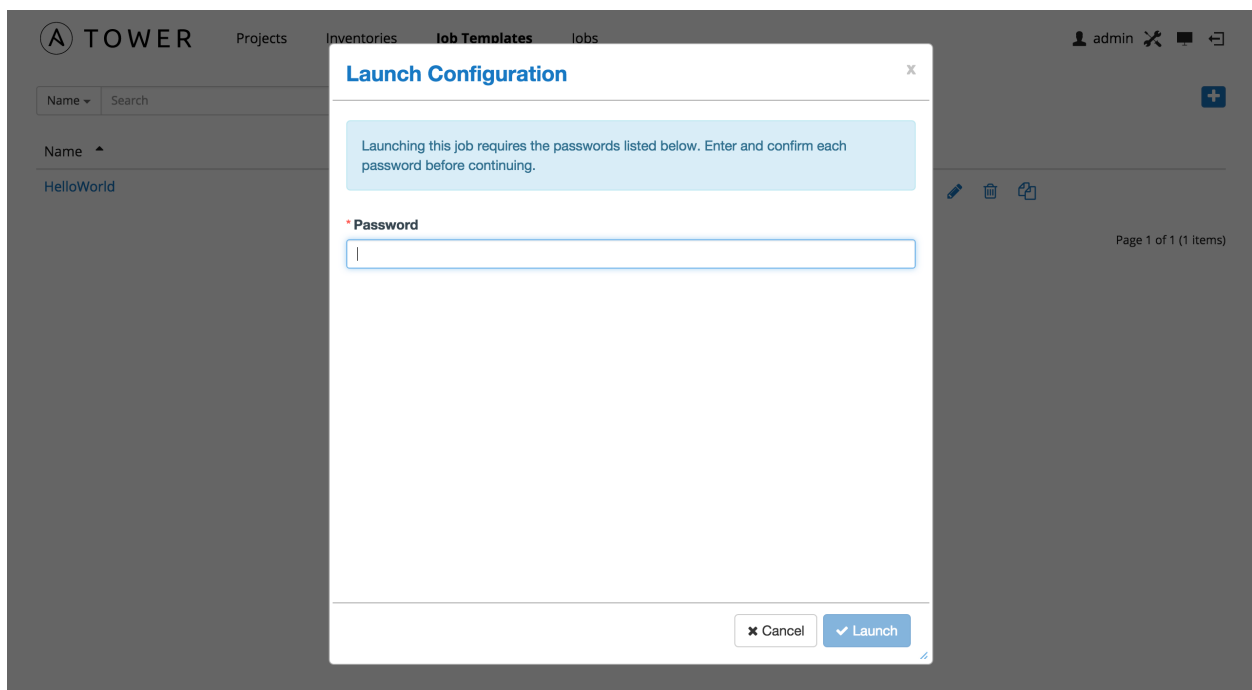 A TOWER Projects Inventories Job Templates Jobs admin
Launch Configuration x
Name Search
Launching this job requires the passwords listed below. Enter and confirm each
password before continuing.
Name
HelloWorld
* Password
Page 1 of 1 (1 items)
Cancel Launch